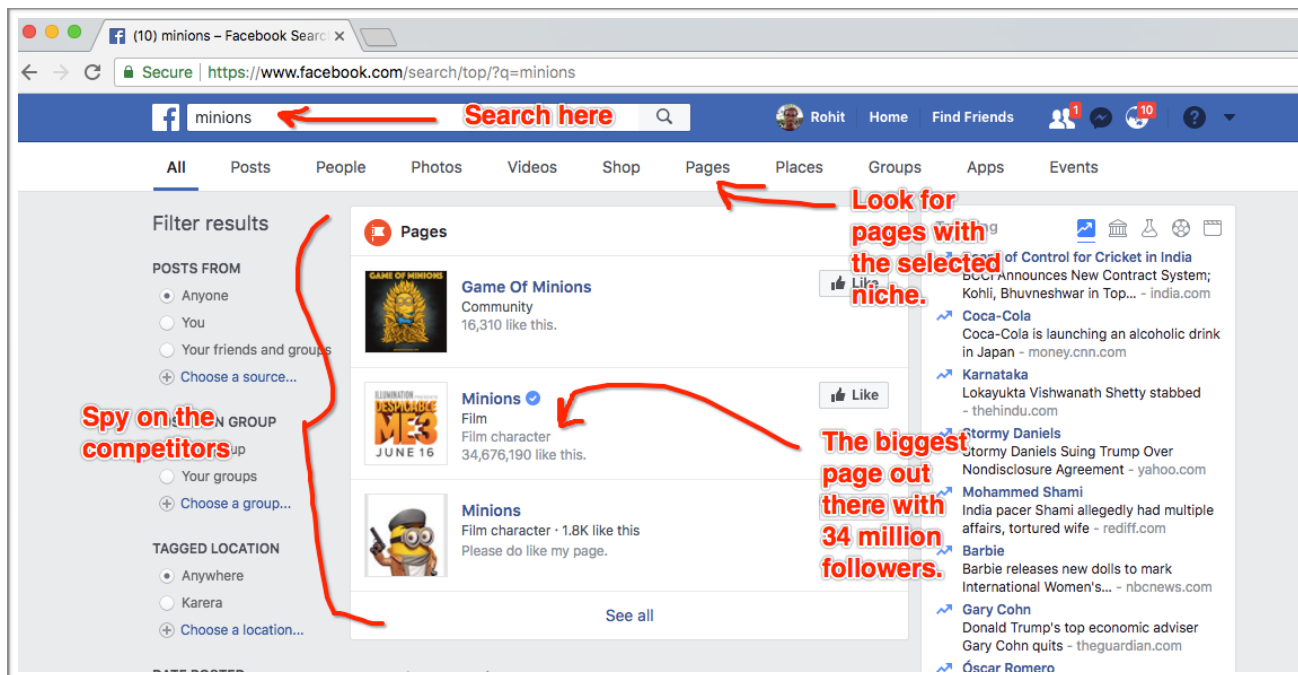 (10) minions – Facebook Searc
Secure | https://www.facebook.com/search/top/?q=minions
minions
Search here
Rohit Home Find Friends 1 10
All Posts People Photos Videos Shop Pages Places Groups Apps Events
Look for
pages with
the selected
niche.
Filter results
POSTS FROM
Anyone
You
Your friends and groups
Choose a source...
Spy on the
competitors
N GROUP
up
Your groups
Choose a group...
TAGGED LOCATION
Anywhere
Karera
Choose a location...
Pages
GAME OF MINIONS
Game Of Minions
Community
16,310 like this.
Like
ILLUMINATION
DESPICABLE
ME3
JUNE 16
Minions
Film
Film character
34,676,190 like this.
Like
The biggest
page out
there with
34 million
followers.
Minions
Film character · 1.8K like this
Please do like my page.
See all
of Control for Cricket in India
BCCI Announces New Contract System;
Kohli, Bhuvneshwar in Top... - india.com
Coca-Cola
Coca-Cola is launching an alcoholic drink
in Japan - money.cnn.com
Karnataka
Lokayukta Vishwanath Shetty stabbed
- thehindu.com
Stormy Daniels
Stormy Daniels Suing Trump Over
Nondisclosure Agreement - yahoo.com
Mohammed Shami
India pacer Shami allegedly had multiple
affairs, tortured wife - rediff.com
Barbie
Barbie releases new dolls to mark
International Women's... - nbcnews.com
Gary Cohn
Donald Trump's top economic adviser
Gary Cohn quits - theguardian.com
Óscar Romero